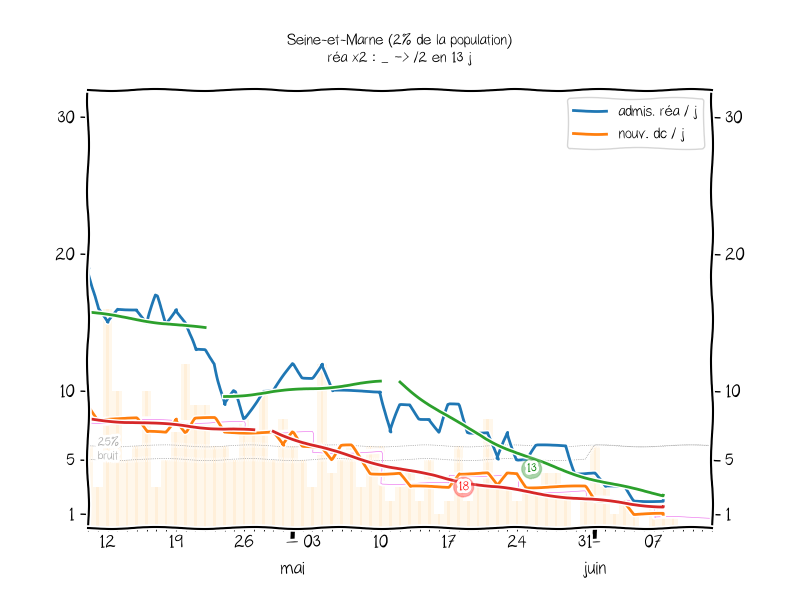 Seine-et-Marne (2% de la population)
réa x2 : _ -> /2 en 13 j
admis. réa / j
nouv. dc / j
30
30
20
20
10
10
25%
bruit
5
5
13
18
1
1
12 19 26 03 10 17 24 31 07
mai juin